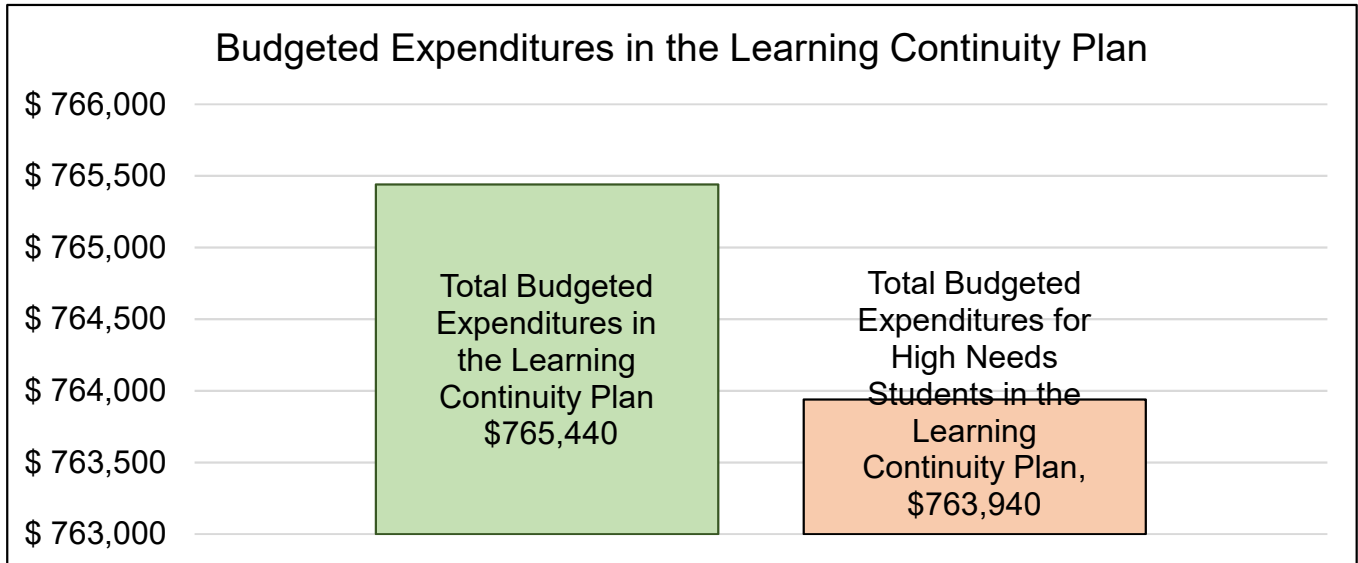 Budgeted Expenditures in the Learning Continuity Plan
$ 766,000
$ 765,500
$ 765,000
$ 764,500
$ 764,000
$ 763,500
$ 763,000
Total Budgeted
Expenditures in
the Learning
Continuity Plan
$765,440
Total Budgeted
Expenditures for
High Needs
Students in the
Learning
Continuity Plan,
$763,940